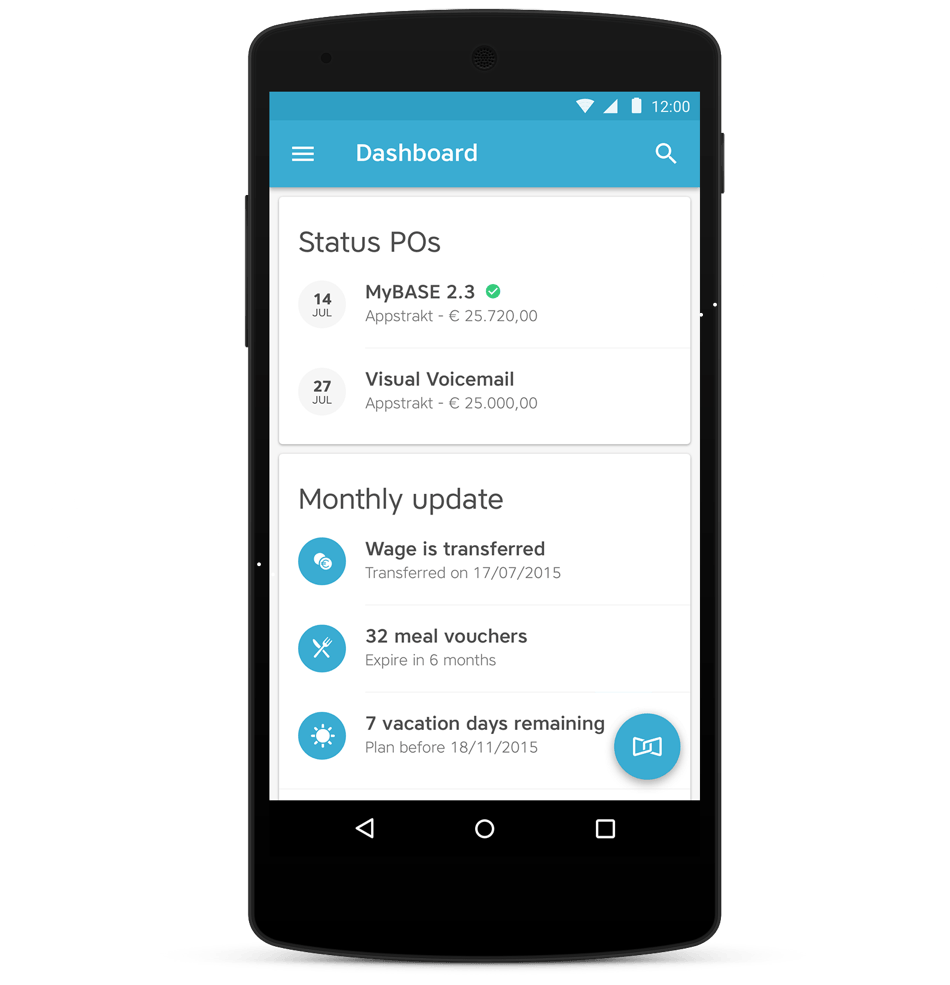 12:00
Dashboard
Status POs
14
JUL
MyBASE 2.3
Appstrakt - € 25.720,00
27
JUL
Visual Voicemail
Appstrakt - € 25.000,00
Monthly update
Wage is transferred
Transferred on 17/07/2015
32 meal vouchers
Expire in 6 months
7 vacation days remaining
Plan before 18/11/2015